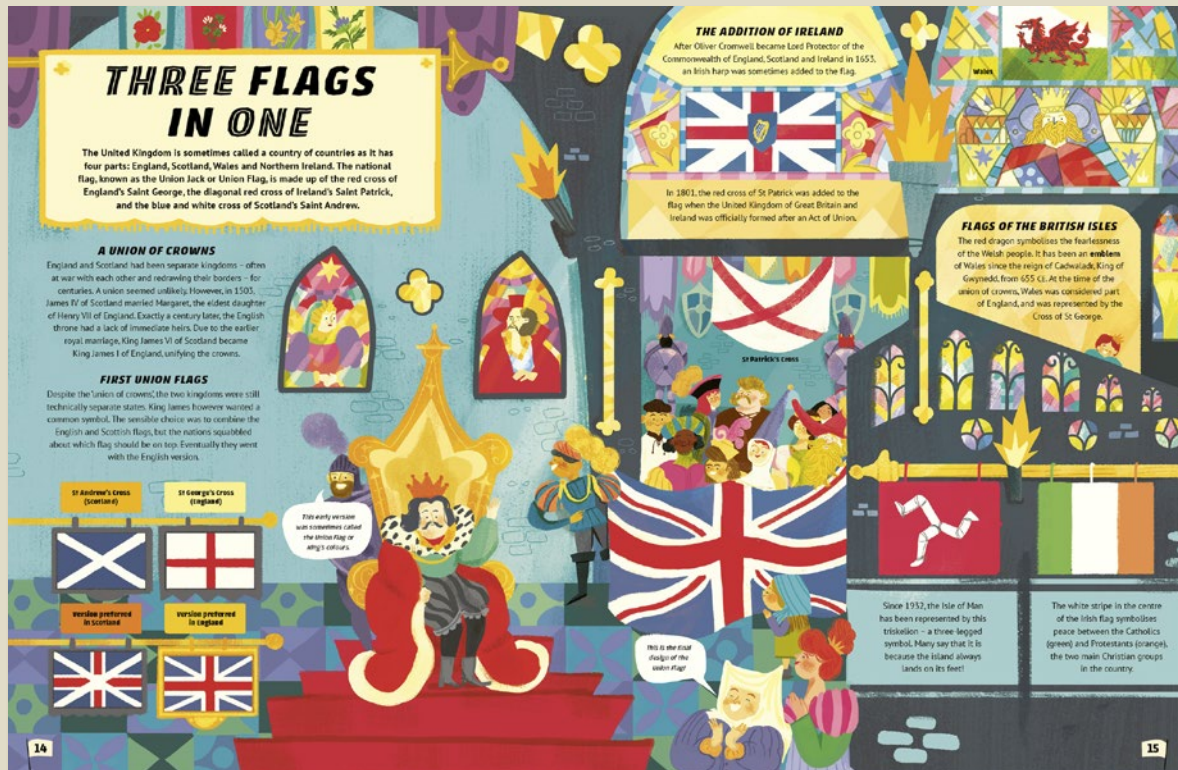 THREE FLAGS
IN ONE
The United Kingdom is sometimes called a country of countries as it has
four parts: England, Scotland, Wales and Northern Ireland. The national
flag, known as the Union Jack or Union Flag, is made up of the red cross of
England's Saint George, the diagonal red cross of Ireland's Saint Patrick,
and the blue and white cross of Scotland's Saint Andrew.
A UNION OF CROWNS
England and Scotland had been separate kingdoms – often
at war with each other and redrawing their borders – for
centuries. A union seemed unlikely. However, in 1503,
James IV of Scotland married Margaret, the eldest daughter
of Henry VII of England. Exactly a century later, the English
throne had a lack of immediate heirs. Due to the earlier
royal marriage, King James VI of Scotland became
King James I of England, unifying the crowns.
FIRST UNION FLAGS
Despite the 'union of crowns', the two kingdoms were still
technically separate states. King James however wanted a
common symbol. The sensible choice was to combine the
English and Scottish flags, but the nations squabbled
about which flag should be on top. Eventually they went
with the English version.
St Andrew's Cross
(Scotland)
St George's Cross
(England)
Version preferred
in Scotland
Version preferred
in England
This early version
was sometimes called
the Union Flag or
king's colours.
14
THE ADDITION OF IRELAND
After Oliver Cromwell became Lord Protector of the
Commonwealth of England, Scotland and Ireland in 1653,
an Irish harp was sometimes added to the flag.
In 1801, the red cross of St Patrick was added to the
flag when the United Kingdom of Great Britain and
Ireland was officially formed after an Act of Union.
St Patrick's Cross
This is the final
design of the
Union Flag!
Wales
FLAGS OF THE BRITISH ISLES
The red dragon symbolises the fearlessness
of the Welsh people. It has been an emblem
of Wales since the reign of Cadwaladr, King of
Gwynedd, from 655 CE. At the time of the
union of crowns, Wales was considered part
of England, and was represented by the
Cross of St George.
Since 1932, the Isle of Man
has been represented by this
triskelion – a three-legged
symbol. Many say that it is
because the island always
lands on its feet!
The white stripe in the centre
of the Irish flag symbolises
peace between the Catholics
(green) and Protestants (orange),
the two main Christian groups
in the country.
15